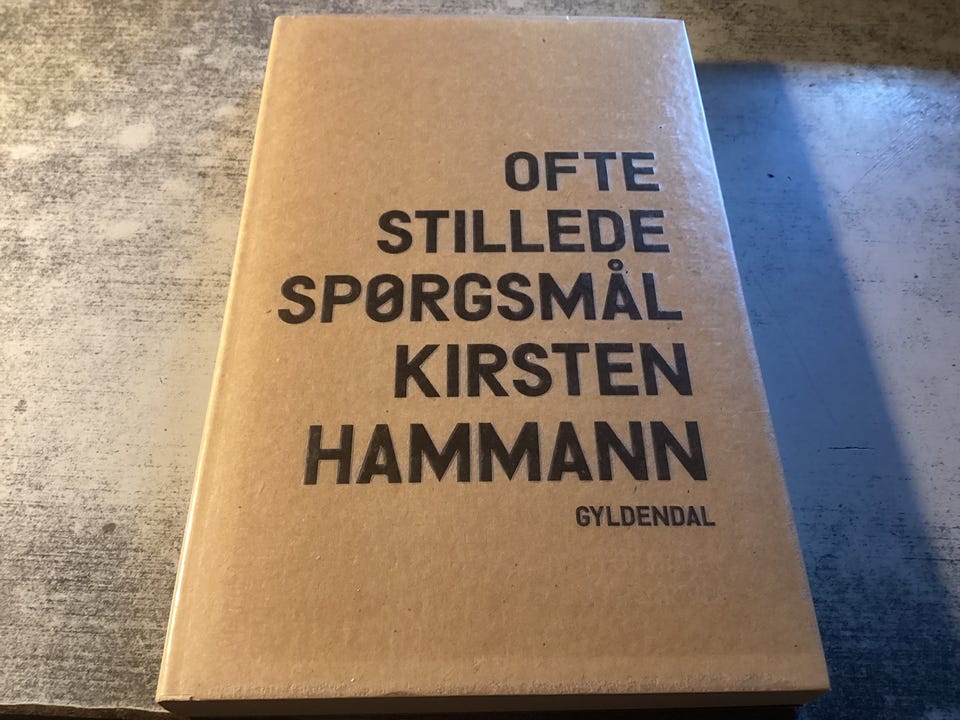 OFTE
STILLEDE
SPØRGSMÅL
KIRSTEN
HAMMANN
GYLDENDAL